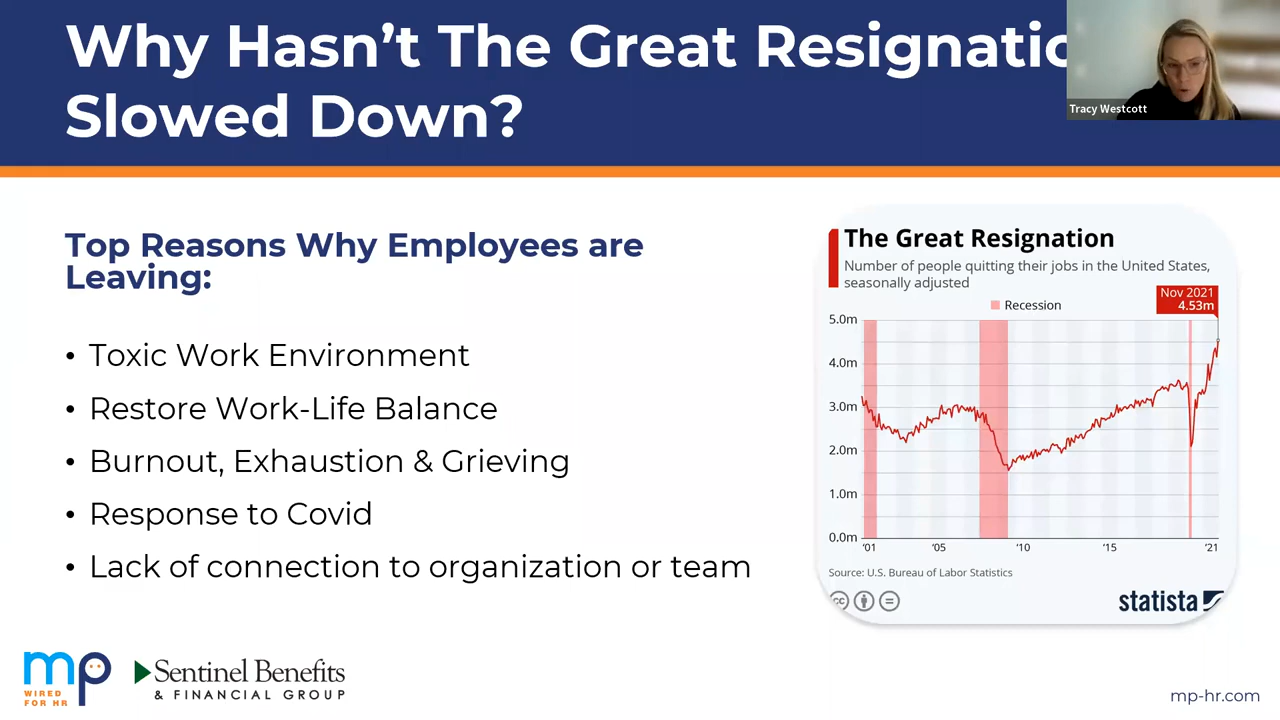 Why Hasn't The Great Resignatio
Slowed Down?
Tracy Westcott
Top Reasons Why Employees are
Leaving:
• Toxic Work Environment
• Restore Work-Life Balance
• Burnout, Exhaustion & Grieving
• Response to Covid
• Lack of connection to organization or team
The Great Resignation
Number of people quitting their jobs in the United States,
seasonally adjusted
Nov 2021
4.53m
Recession
5.0m
4.0m
3.0m
2.0m
1.0m
0.0m
'01 '05 '10 '15 '21
Source: U.S. Bureau of Labor Statistics
cc
statista
mp
WIRED
FOR HR
Sentinel Benefits
& FINANCIAL GROUP
mp-hr.com